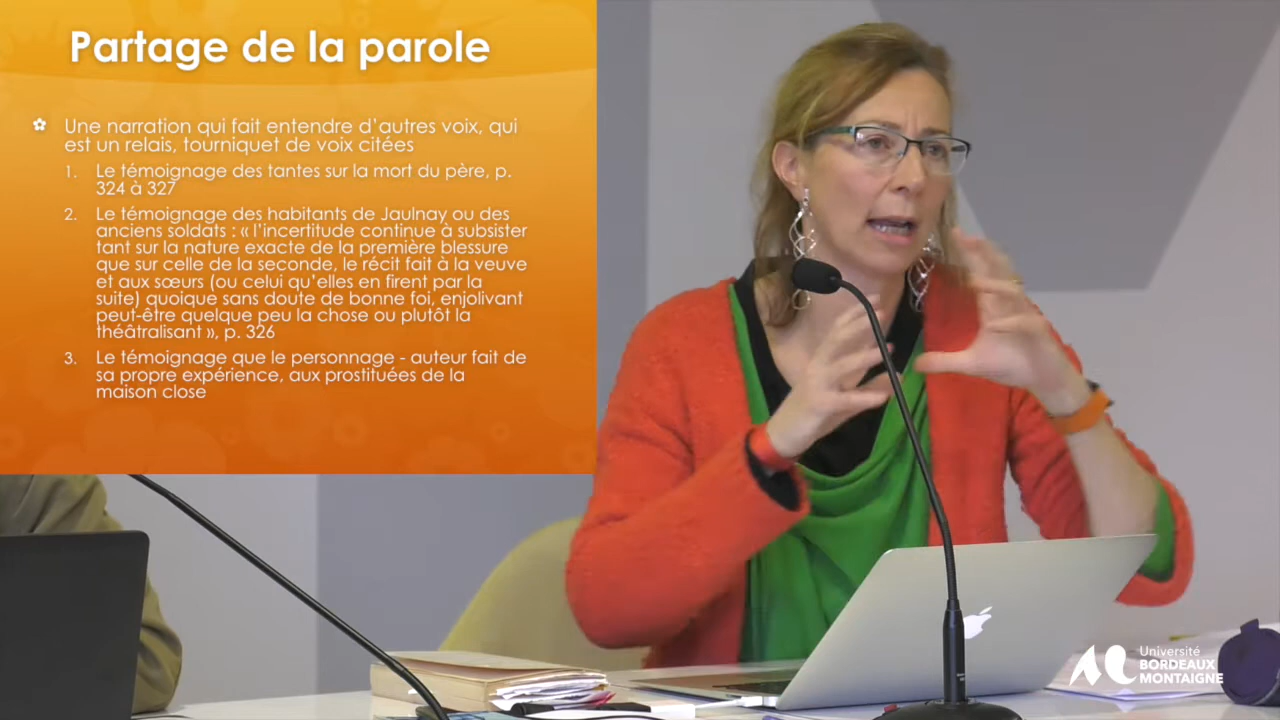 Partage de la parole
Une narration qui fait entendre d'autres voix, qui
est un relais, tourniquet de voix citées
1. Le témoignage des tantes sur la mort du père, p.
324 à 327
2. Le témoignage des habitants de Jaulnay ou des
anciens soldats : « l'incertitude continue à subsister
tant sur la nature exacte de la première blessure
que sur celle de la seconde, le récit fait à la veuve
et aux sœurs (ou celui qu'elles en firent par la
suite) quoique sans doute de bonne foi, enjolivant
peut-être quelque peu la chose ou plutôt la
théâtralisant », p. 326
3. Le témoignage que le personnage - auteur fait de
sa propre expérience, aux prostituées de la
maison close
Université
BORDEAUX
MONTAIGNE